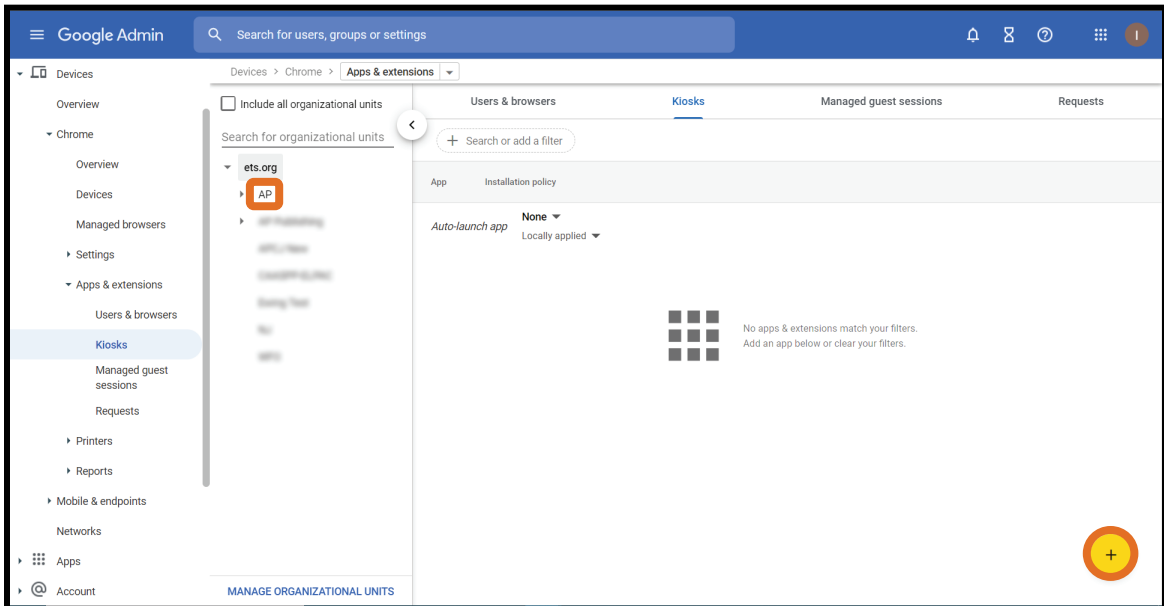 Google Admin
Search for users, groups or settings
I
Devices
Overview
Chrome
Overview
Devices
Managed browsers
Settings
Apps & extensions
Users & browsers
Kiosks
Managed guest
sessions
Requests
Printers
Reports
Mobile & endpoints
Networks
Apps
Account
Devices > Chrome > Apps & extensions
Include all organizational units
Search for organizational units
ets.org
AP
MANAGE ORGANIZATIONAL UNITS
Users & browsers
Kiosks
Managed guest sessions
Requests
+ Search or add a filter
App
Installation policy
Auto-launch app
None
Locally applied
No apps & extensions match your filters.
Add an app below or clear your filters.
+